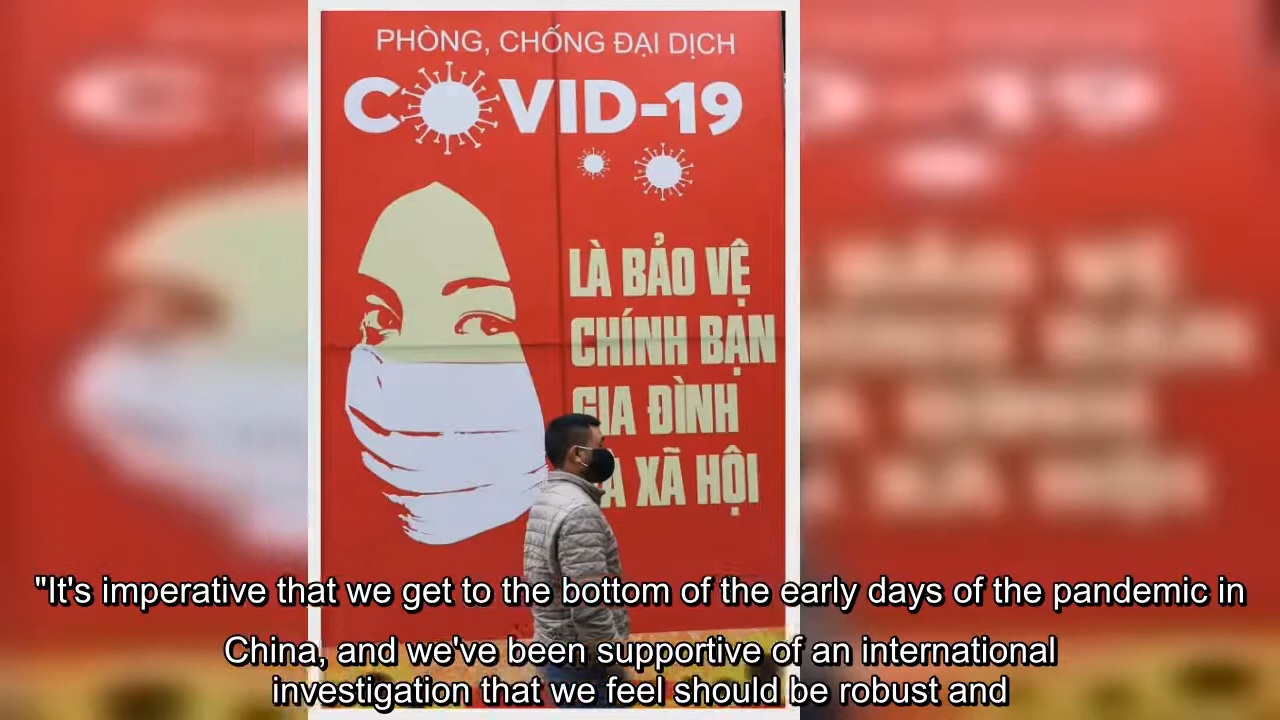 PHÒNG, CHỐNG ĐẠI DỊCH
COVID-19
LÀ BẢO VỆ
CHÍNH BẠN
GIA ĐÌNH
XÃ HỘI
"It's imperative that we get to the bottom of the early days of the pandemic in
China, and we've been supportive of an international
investigation that we feel should be robust and